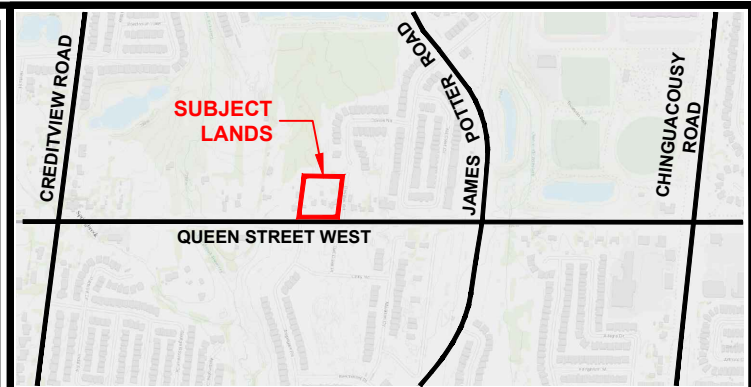 CREDITVIEW ROAD
SUBJECT
LANDS
JAMES POTTER ROAD
CHINGUACOUSY
ROAD
QUEEN STREET WEST